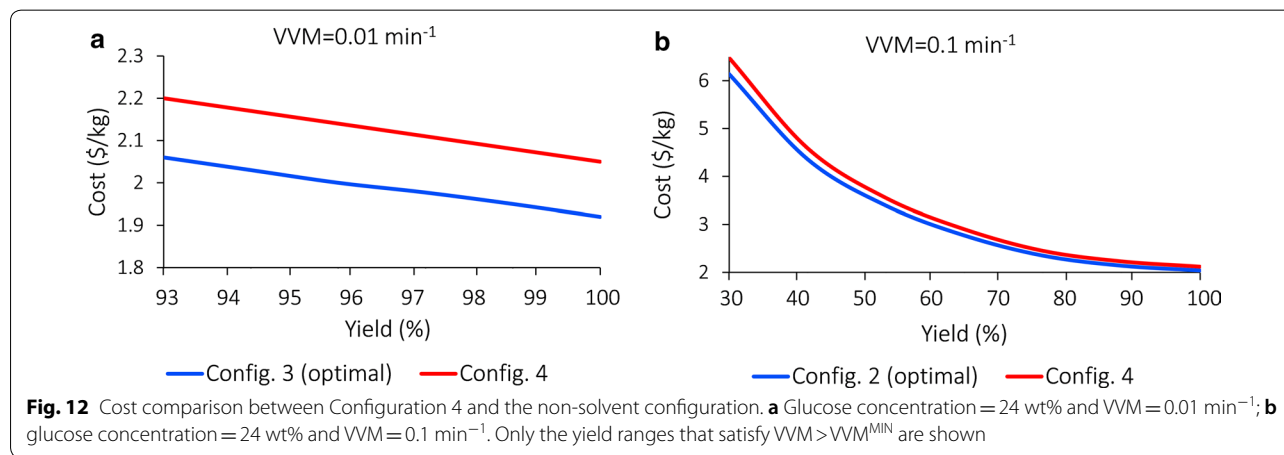 a
VVM=0.01 min⁻¹
2.3
2.2
2.1
2
1.9
1.8
Cost ($/kg)
93 94 95 96 97 98 99 100
Yield (%)
Config. 3 (optimal) Config. 4
b
VVM=0.1 min⁻¹
6
5
4
3
2
Cost ($/kg)
30 40 50 60 70 80 90 100
Yield (%)
Config. 2 (optimal) Config. 4
Fig. 12 Cost comparison between Configuration 4 and the non-solvent configuration. a Glucose concentration = 24 wt% and VVM = 0.01 min⁻¹; b
glucose concentration = 24 wt% and VVM = 0.1 min⁻¹. Only the yield ranges that satisfy VVM > VVMᴹᴵᴺ are shown